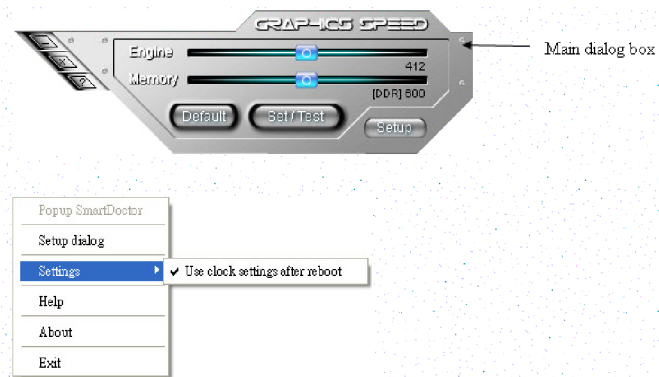 GRAPHICS SPEED
Engine
412
Memory
[DDR] 600
Default
Set / Test
Setup
Main dialog box
Popup SmartDoctor
Setup dialog
Settings
✓ Use clock settings after reboot
Help
About
Exit